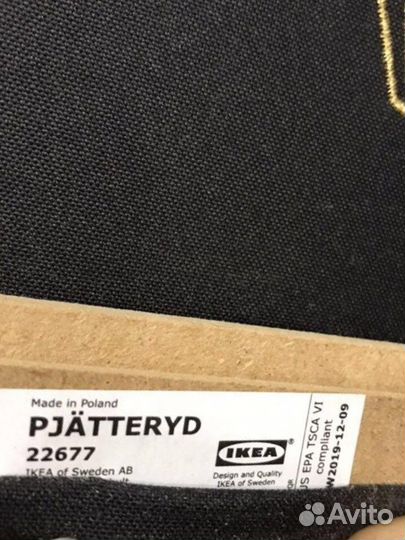 Made in Poland
PJÄTTERYD
22677
IKEA of Sweden AB
IKEA
®
Design and Quality
IKEA of Sweden
US EPA TSCA VI
compliant
2019-12-09
Avito